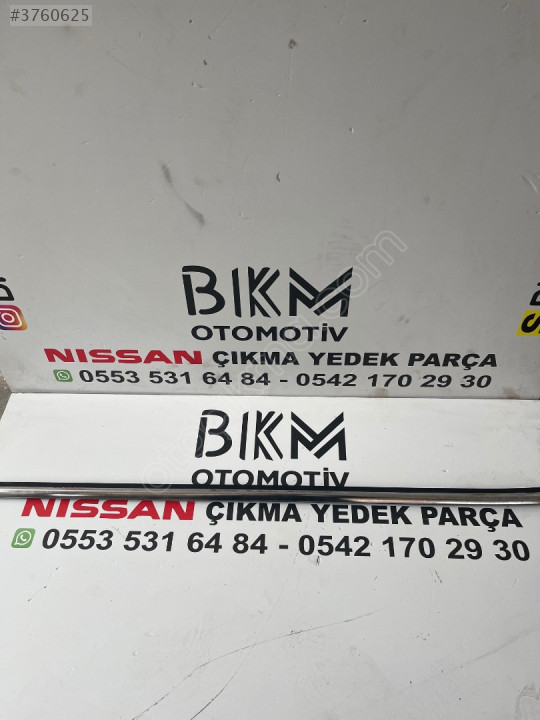 #3760625
BKM
OTOMOTİV
NISSAN ÇIKMA YEDEK PARÇA
0553 531 64 84 - 0542 170 29 30
BKM
OTOMOTİV
NISSAN ÇIKMA YEDEK PARÇA
0553 531 64 84 - 0542 170 29 30